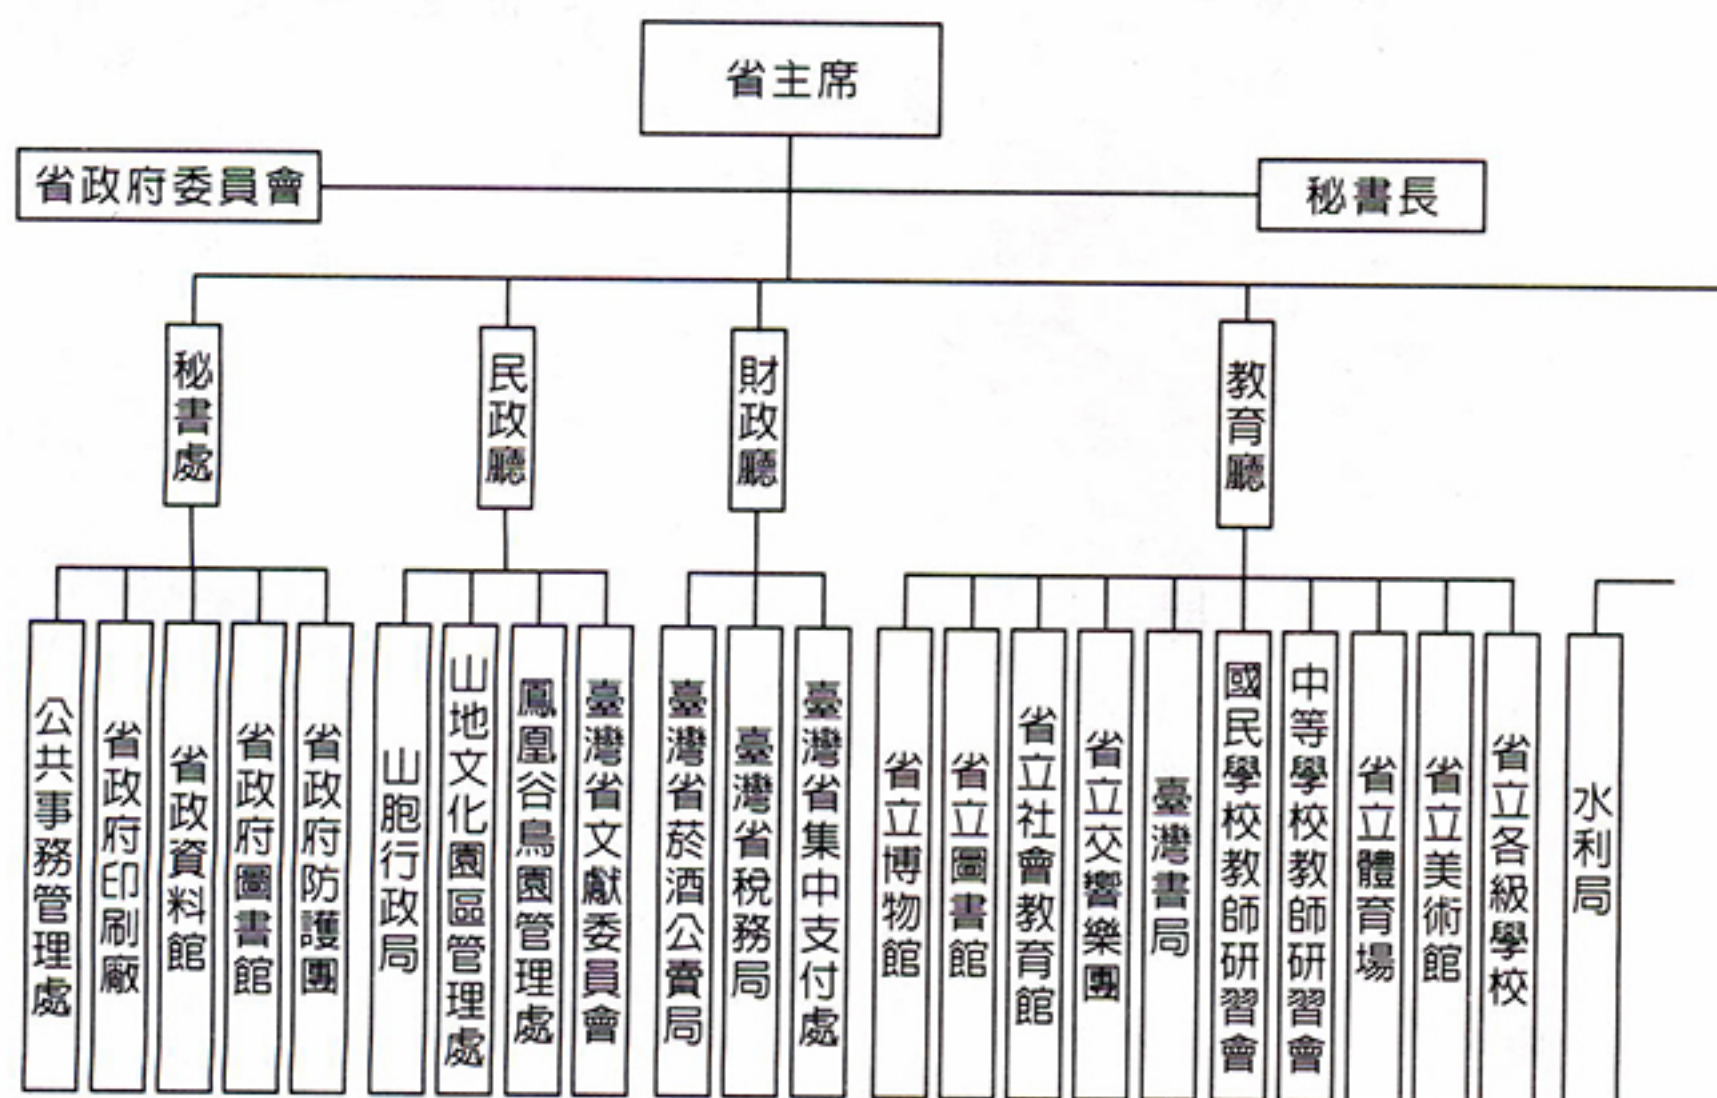 省主席
省政府委員會
秘書長
秘書處
民政廳
財政廳
教育廳
公共事務管理處
省政府印刷廠
省政資料館
省政府圖書館
省政府防護團
山胞行政局
山地文化園區管理處
鳳凰谷鳥園管理處
臺灣省文獻委員會
臺灣省菸酒公賣局
臺灣省稅務局
臺灣省集中支付處
省立博物館
省立圖書館
省立社會教育館
省立交響樂團
臺灣書局
國民學校教師研習會
中等學校教師研習會
省立體育場
省立美術館
省立各級學校
水利局